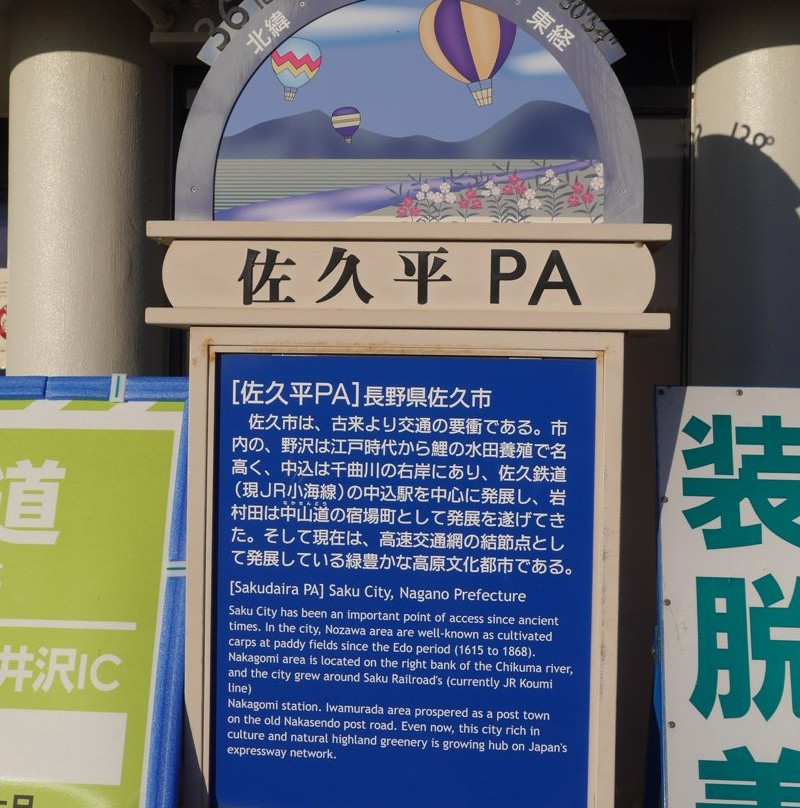 北緯 36°
東経
佐久平 PA
[佐久平PA]長野県佐久市
佐久市は、古来より交通の要衝である。市
内の、野沢は江戸時代から鯉の水田養殖で名
高く、中込は千曲川の右岸にあり、佐久鉄道
(現JR小海線)の中込駅を中心に発展し、岩
なかせんどう
村田は中山道の宿場町として発展を遂げてき
た。そして現在は、高速交通網の結節点とし
て発展している緑豊かな高原文化都市である。
[Sakudaira PA] Saku City, Nagano Prefecture
Saku City has been an important point of access since ancient
times. In the city, Nozawa area are well-known as cultivated
carps at paddy fields since the Edo period (1615 to 1868).
Nakagomi area is located on the right bank of the Chikuma river,
and the city grew around Saku Railroad's (currently JR Koumi
line)
Nakagomi station. Iwamurada area prospered as a post town
on the old Nakasendo post road. Even now, this city rich in
culture and natural highland greenery is growing hub on Japan's
expressway network.
道
井沢IC
装
脱